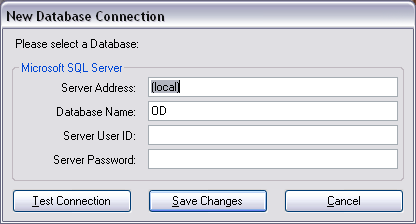 New Database Connection
Please select a Database:
Microsoft SQL Server
Server Address: (local)
Database Name: OD
Server User ID:
Server Password:
Test Connection Save Changes Cancel